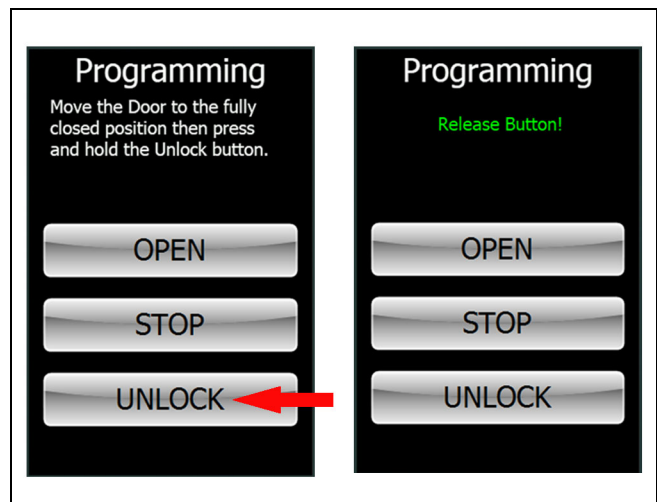 Programming
Move the Door to the fully
closed position then press
and hold the Unlock button.
OPEN
STOP
UNLOCK
Programming
Release Button!
OPEN
STOP
UNLOCK